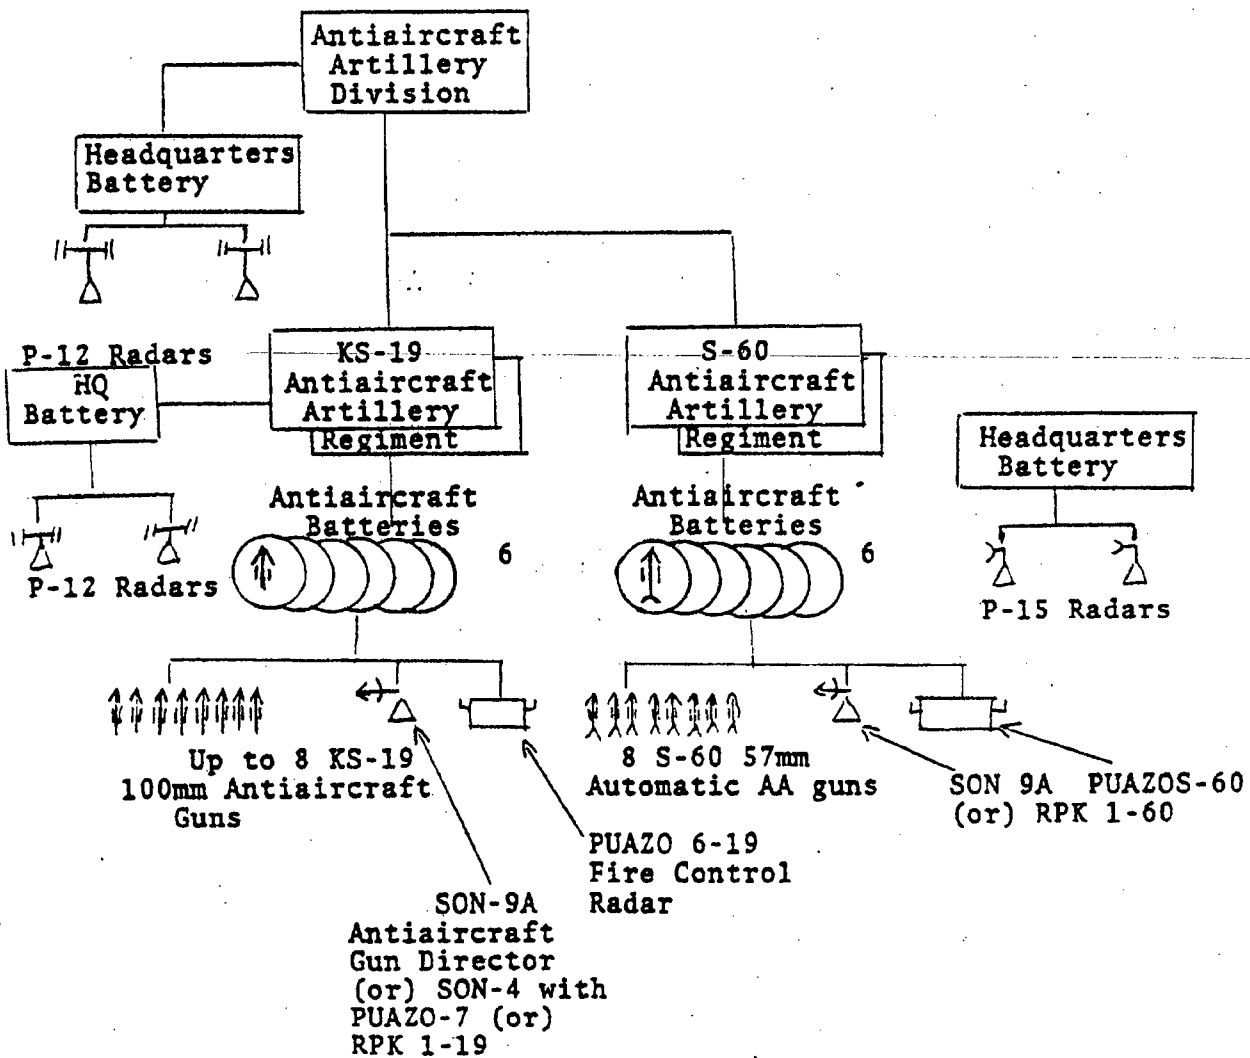 Antiaircraft
Artillery
Division
Headquarters
Battery
P-12 Radars
HQ
Battery
KS-19
Antiaircraft
Artillery
Regiment
S-60
Antiaircraft
Artillery
Regiment
Headquarters
Battery
Antiaircraft
Batteries
6
Antiaircraft
Batteries
6
P-12 Radars
P-15 Radars
Up to 8 KS-19
100mm Antiaircraft
Guns
8 S-60 57mm
Automatic AA guns
SON 9A PUAZOS-60
(or) RPK 1-60
PUAZO 6-19
Fire Control
Radar
SON-9A
Antiaircraft
Gun Director
(or) SON-4 with
PUAZO-7 (or)
RPK 1-19